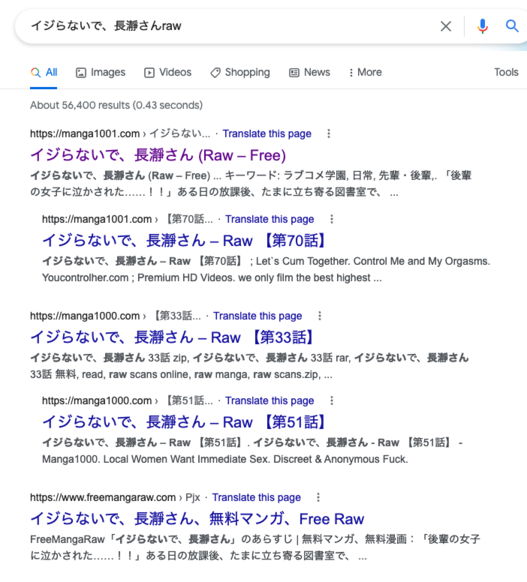 イジらないで、長瀞さんraw
All Images Videos Shopping News More Tools
About 56,400 results (0.43 seconds)
https://manga1001.com › イジらない... · Translate this page
イジらないで、長瀞さん (Raw – Free)
イジらないで、長瀞さん (Raw – Free) ... キーワード: ラブコメ学園, 日常, 先輩・後輩,. 「後輩
の女子に泣かされた……！！」ある日の放課後、たまに立ち寄る図書室で、 ...
https://manga1001.com › 【第70話... · Translate this page
イジらないで、長瀞さん – Raw 【第70話】
イジらないで、長瀞さん – Raw 【第70話】 ; Let`s Cum Together. Control Me and My Orgasms.
Youcontrolher.com ; Premium HD Videos. we only film the best highest ...
https://manga1000.com › 【第33話... · Translate this page
イジらないで、長瀞さん – Raw 【第33話】
イジらないで、長瀞さん 33話 zip, イジらないで、長瀞さん 33話 rar, イジらないで、長瀞さん
33話 無料, read, raw scans online, raw manga, raw scans.zip, ...
https://manga1000.com › 【第51話... · Translate this page
イジらないで、長瀞さん – Raw 【第51話】
イジらないで、長瀞さん – Raw 【第51話】. イジらないで、長瀞さん - Raw 【第51話】 -
Manga1000. Local Women Want Immediate Sex. Discreet & Anonymous Fuck.
https://www.freemangaraw.com › Pjx · Translate this page
イジらないで、長瀞さん、無料マンガ、Free Raw
FreeMangaRaw「イジらないで、長瀞さん」のあらすじ | 無料マンガ、無料漫画：「後輩の女子
に泣かされた……！！」ある日の放課後、たまに立ち寄る図書室で、 ...